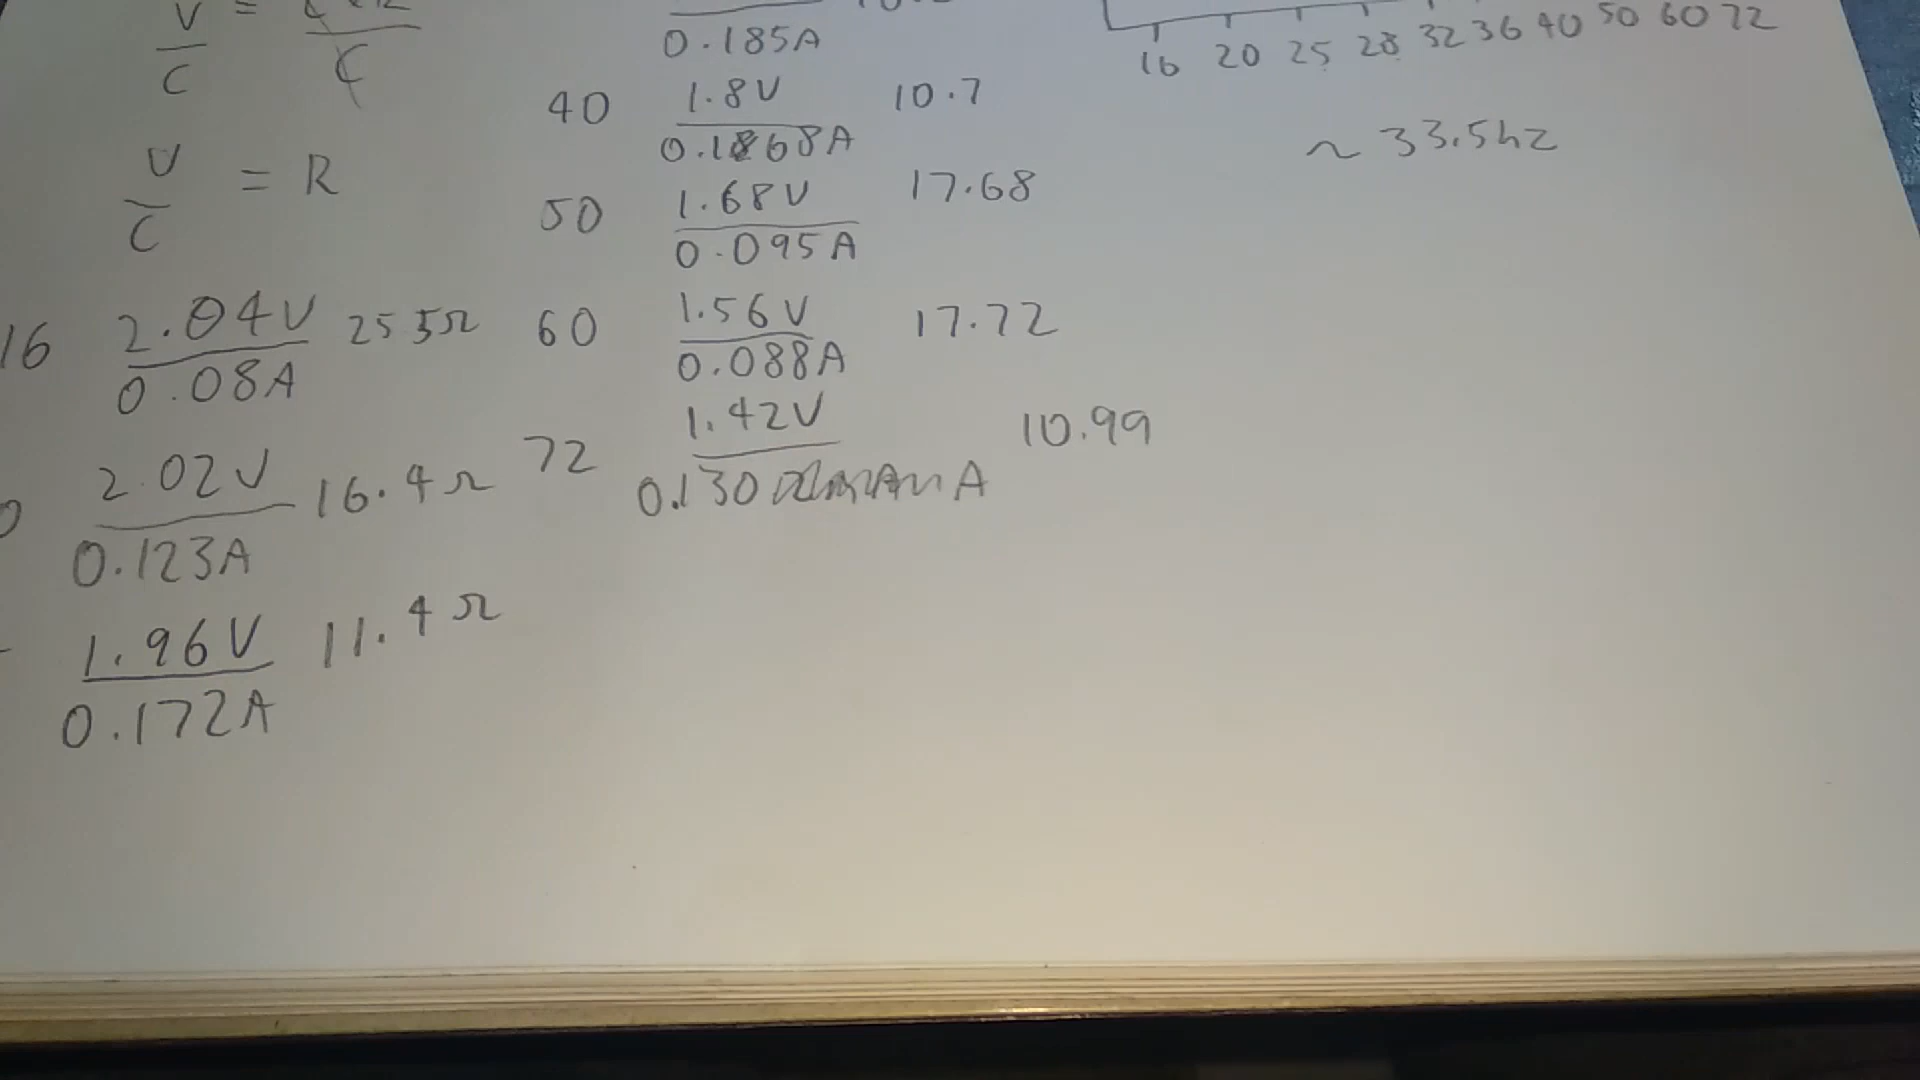 V =
C C
V = R
C
16 2.04V 25.5Ω
0.08A
2.02V 16.4Ω
0.123A
1.96V 11.4Ω
0.172A
0.185A
40 1.8V 10.7
0.1868A
50 1.68V 17.68
0.095A
60 1.56V 17.72
0.088A
72 1.42V 10.99
0.130 A
16 20 25 28 32 36 40 50 60 72
~ 33.5hz